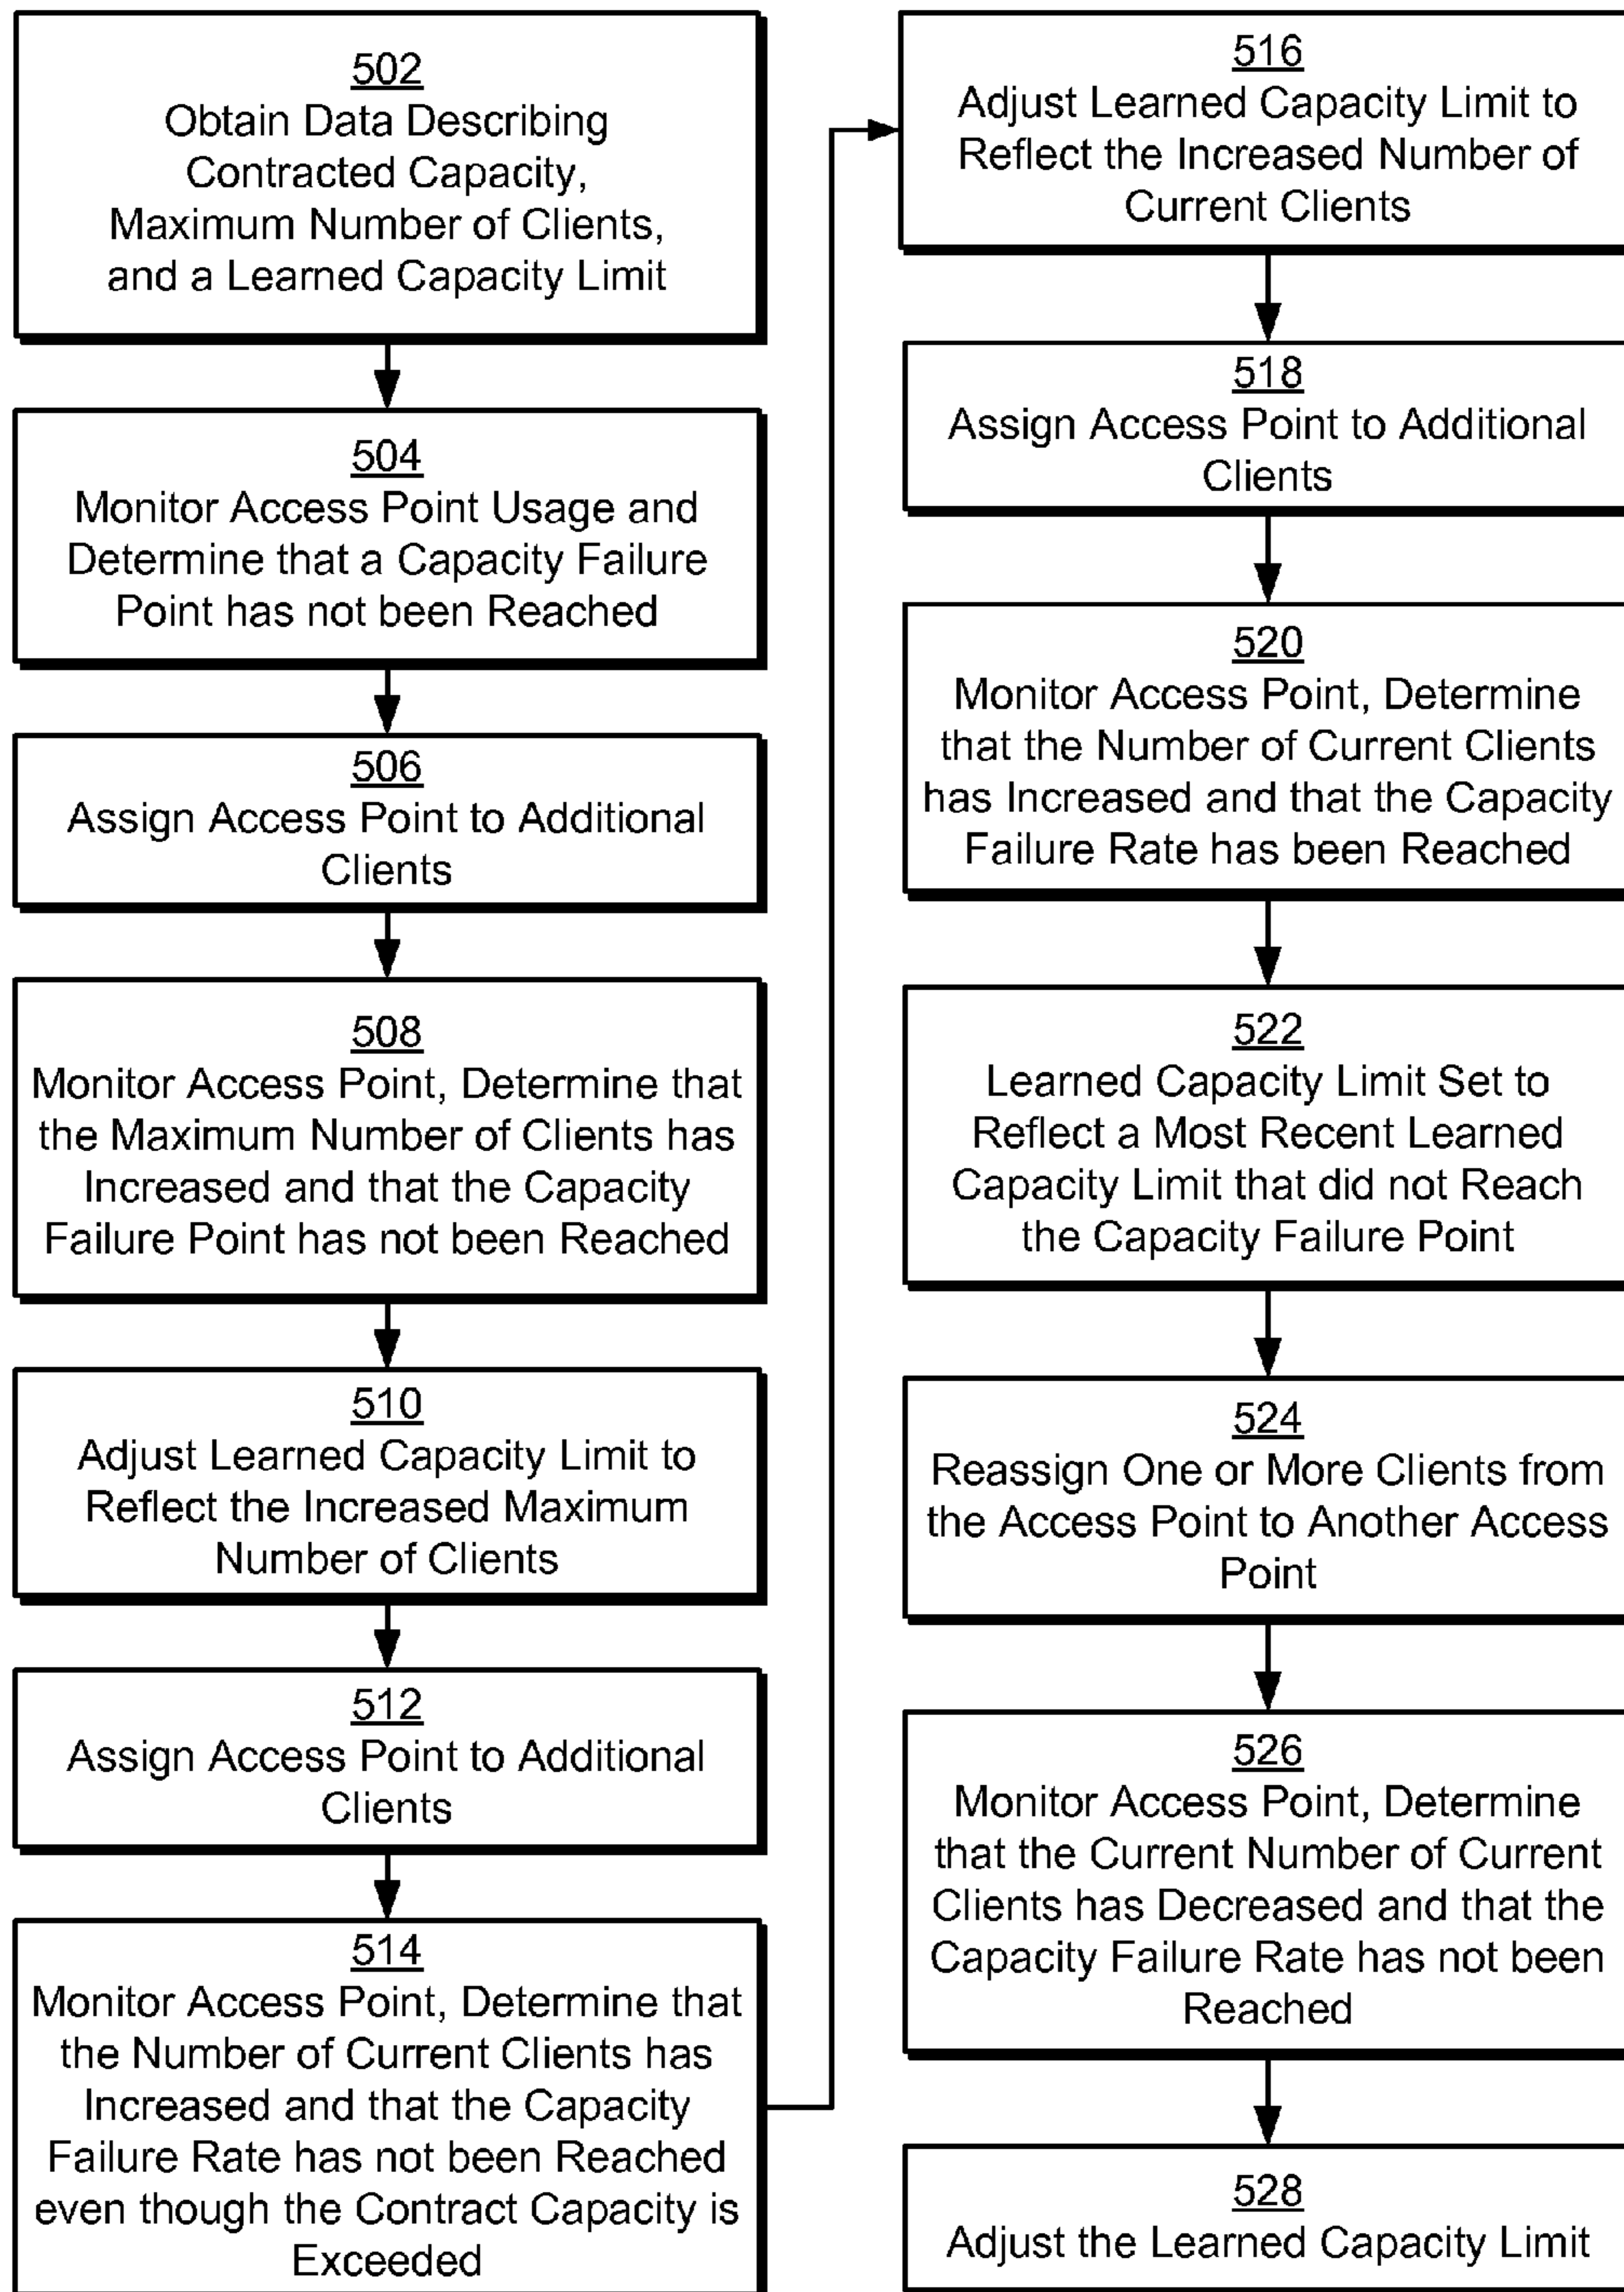 502
Obtain Data Describing
Contracted Capacity,
Maximum Number of Clients,
and a Learned Capacity Limit
504
Monitor Access Point Usage and
Determine that a Capacity Failure
Point has not been Reached
506
Assign Access Point to Additional
Clients
508
Monitor Access Point, Determine that
the Maximum Number of Clients has
Increased and that the Capacity
Failure Point has not been Reached
510
Adjust Learned Capacity Limit to
Reflect the Increased Maximum
Number of Clients
512
Assign Access Point to Additional
Clients
514
Monitor Access Point, Determine that
the Number of Current Clients has
Increased and that the Capacity
Failure Rate has not been Reached
even though the Contract Capacity is
Exceeded
516
Adjust Learned Capacity Limit to
Reflect the Increased Number of
Current Clients
518
Assign Access Point to Additional
Clients
520
Monitor Access Point, Determine
that the Number of Current Clients
has Increased and that the Capacity
Failure Rate has been Reached
522
Learned Capacity Limit Set to
Reflect a Most Recent Learned
Capacity Limit that did not Reach
the Capacity Failure Point
524
Reassign One or More Clients from
the Access Point to Another Access
Point
526
Monitor Access Point, Determine
that the Current Number of Current
Clients has Decreased and that the
Capacity Failure Rate has not been
Reached
528
Adjust the Learned Capacity Limit